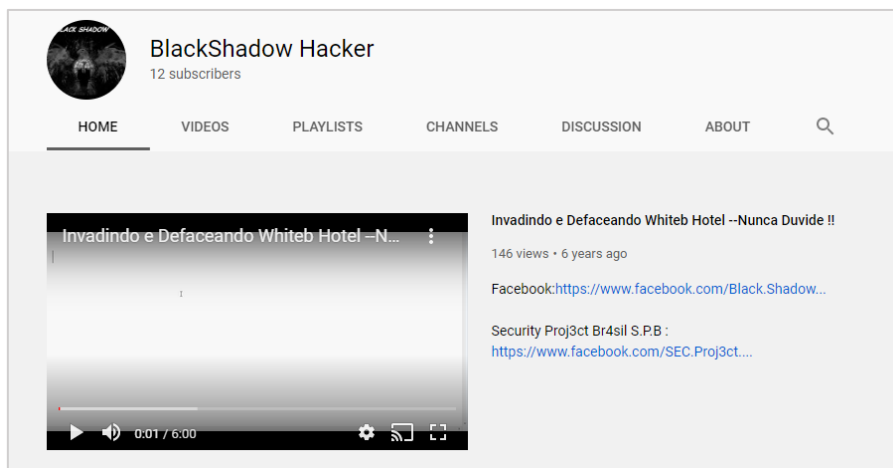 BLACK SHADOW
BlackShadow Hacker
12 subscribers
HOME VIDEOS PLAYLISTS CHANNELS DISCUSSION ABOUT
Invadindo e Defaceando Whiteb Hotel --N...
0:01 / 6:00
Invadindo e Defaceando Whiteb Hotel --Nunca Duvide !!
146 views • 6 years ago
Facebook:https://www.facebook.com/Black.Shadow...
Security Proj3ct Br4sil S.P.B :
https://www.facebook.com/SEC.Proj3ct....